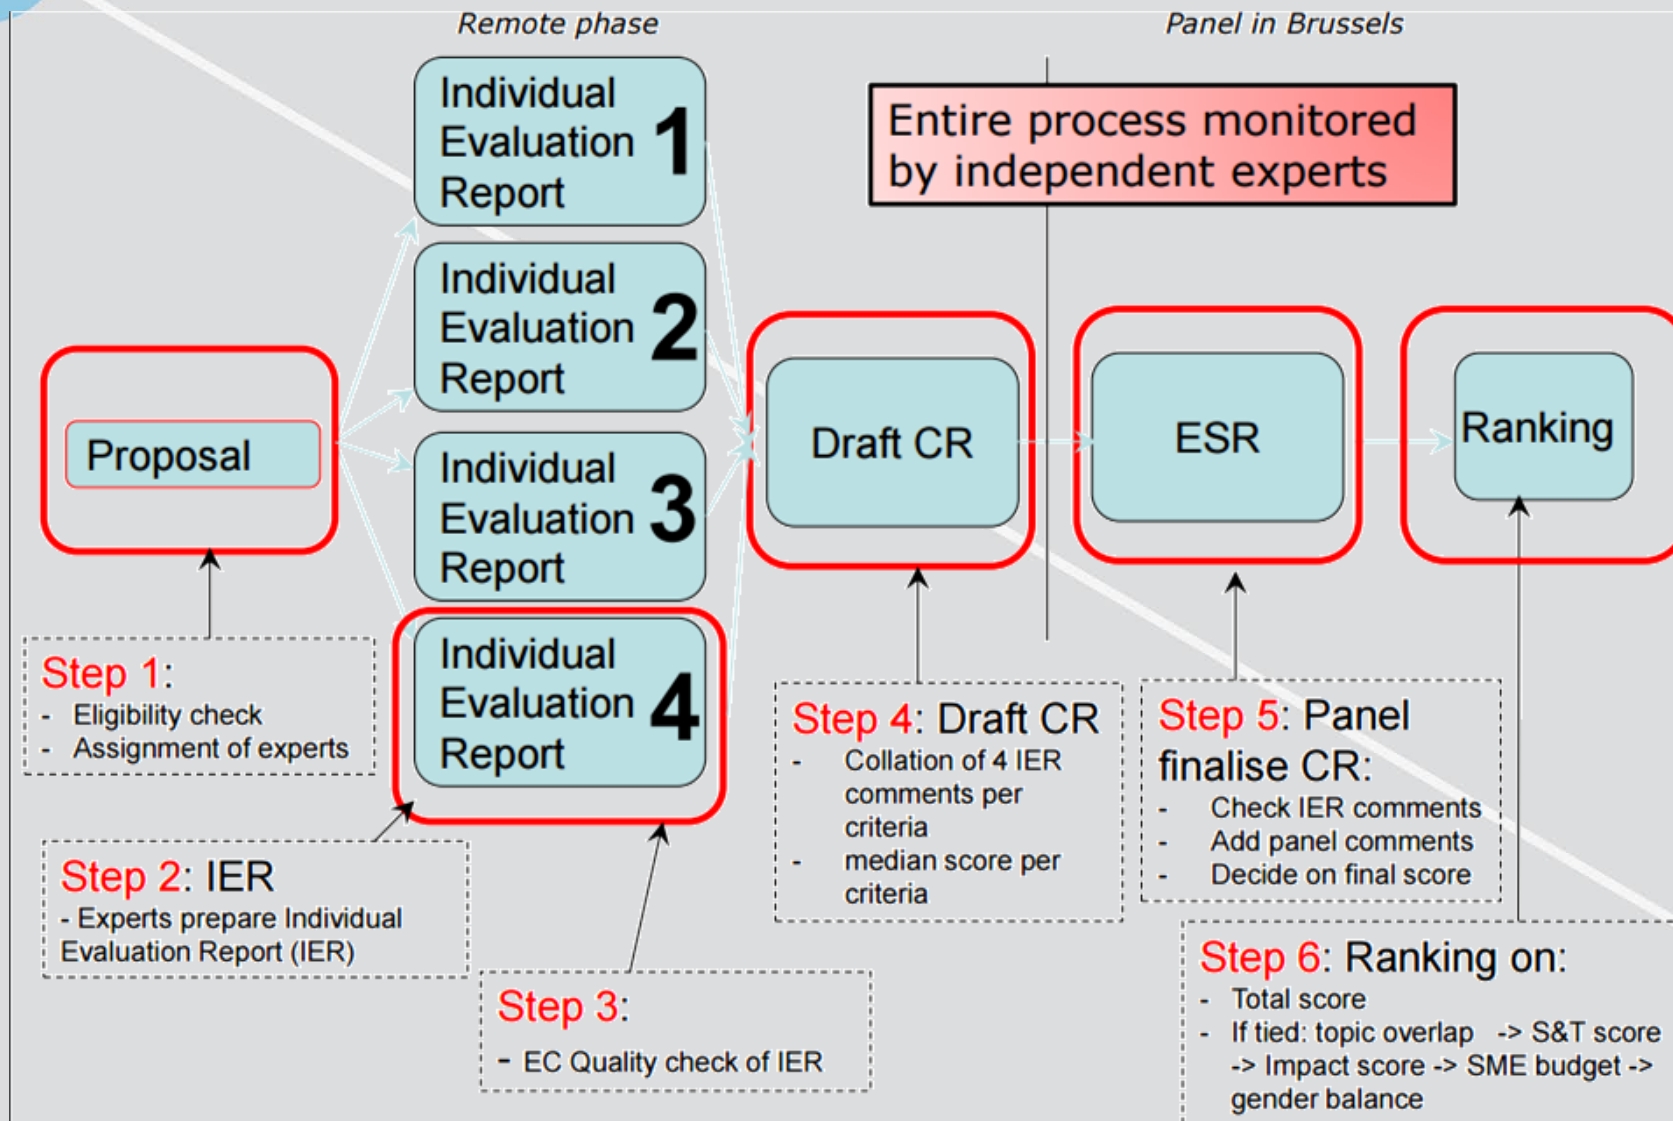 Remote phase
Panel in Brussels
Entire process monitored
by independent experts
Individual
Evaluation 1
Report
Individual
Evaluation 2
Report
Individual
Evaluation 3
Report
Individual
Evaluation 4
Report
Proposal
Draft CR
ESR
Ranking
Step 1:
- Eligibility check
- Assignment of experts
Step 2: IER
- Experts prepare Individual
Evaluation Report (IER)
Step 3:
- EC Quality check of IER
Step 4: Draft CR
- Collation of 4 IER
comments per
criteria
- median score per
criteria
Step 5: Panel
finalise CR:
- Check IER comments
- Add panel comments
- Decide on final score
Step 6: Ranking on:
- Total score
- If tied: topic overlap -> S&T score
-> Impact score -> SME budget ->
gender balance